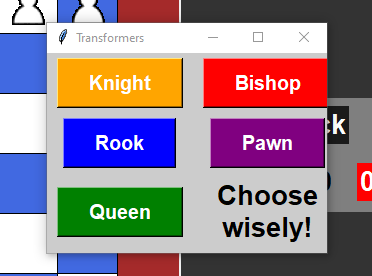 Transformers
Knight
Bishop
Rook
Pawn
Queen
Choose
wisely!